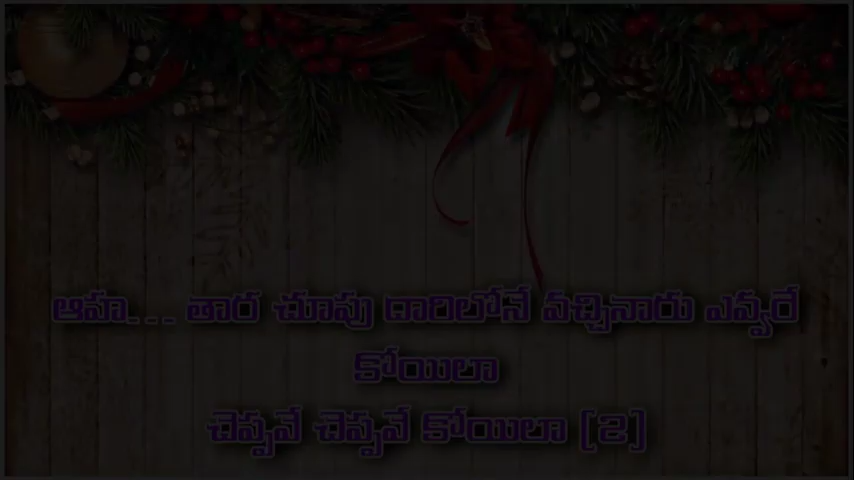 ఆహ... తార చూపు దారిలోనే వచ్చినారు ఎవ్వరే
కోయిలా
చెప్పవే చెప్పవే కోయిలా (2)